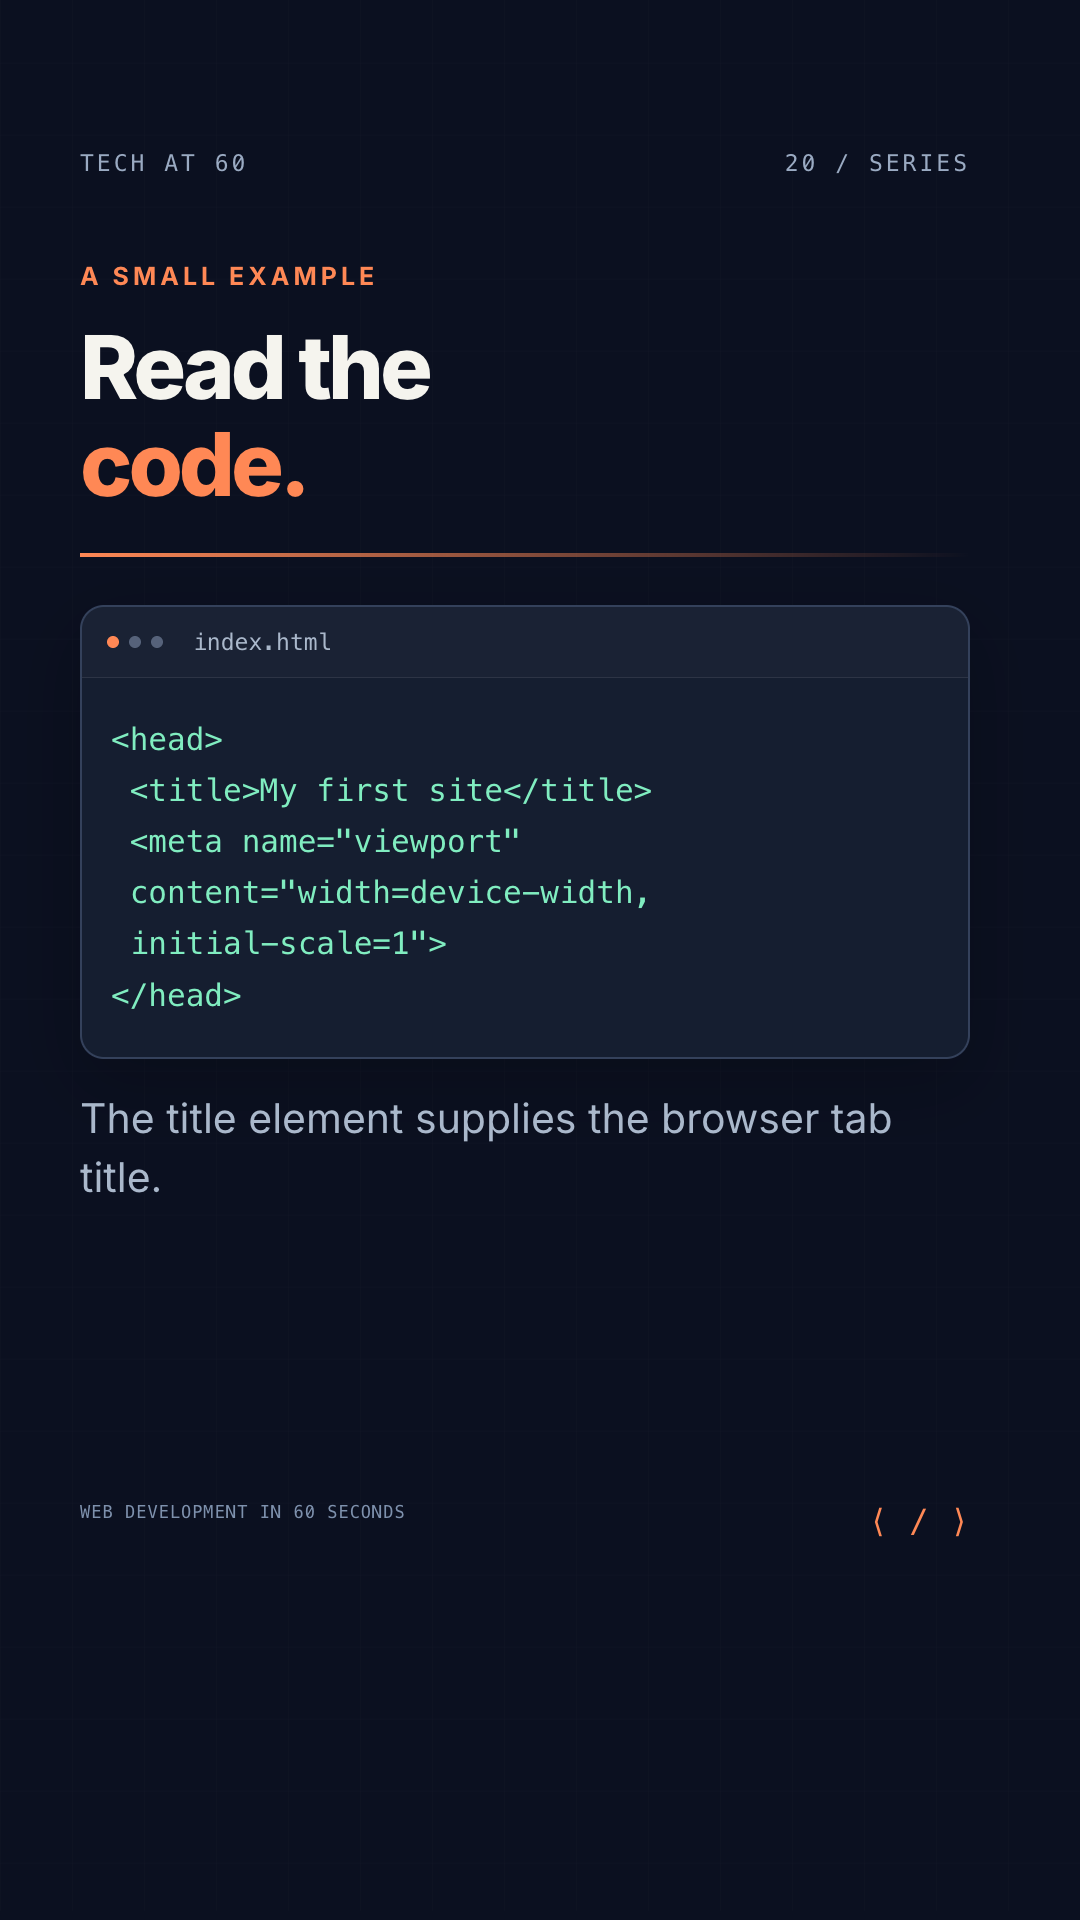 TECH AT 60
20 / SERIES
A SMALL EXAMPLE
Read the
code.
index.html
<head>
 <title>My first site</title>
 <meta name="viewport"
 content="width=device-width,
 initial-scale=1">
</head>
The title element supplies the browser tab
title.
WEB DEVELOPMENT IN 60 SECONDS
⟨ / ⟩